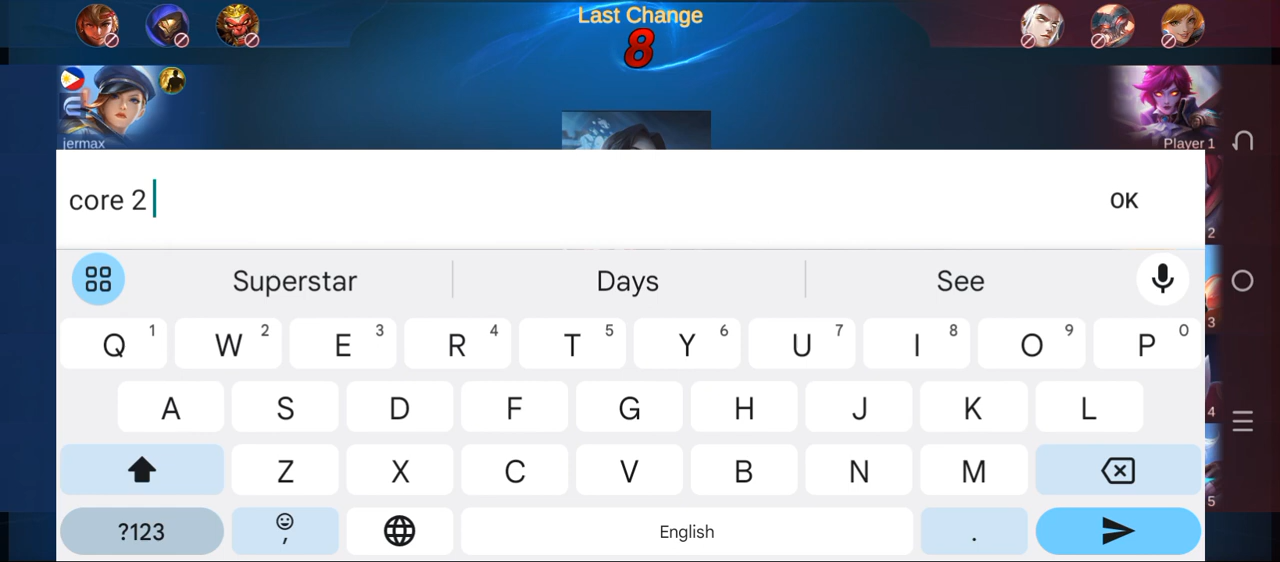 Last Change
8
jermax
Player 1
core 2
OK
2
Superstar
Days
See
3
Q 1 W 2 E 3 R 4 T 5 Y 6 U 7 I 8 O 9 P 0
A S D F G H J K L
4
Z X C V B N M
5
?123
,
English
.